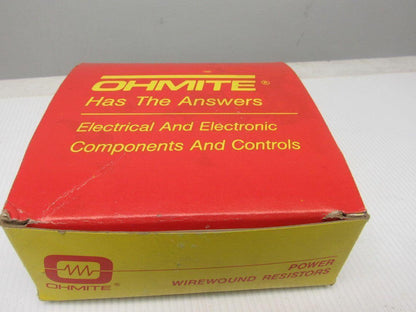 OHMITE®
Has The Answers
Electrical And Electronic
Components And Controls
OHMITE®
POWER
WIREWOUND RESISTORS